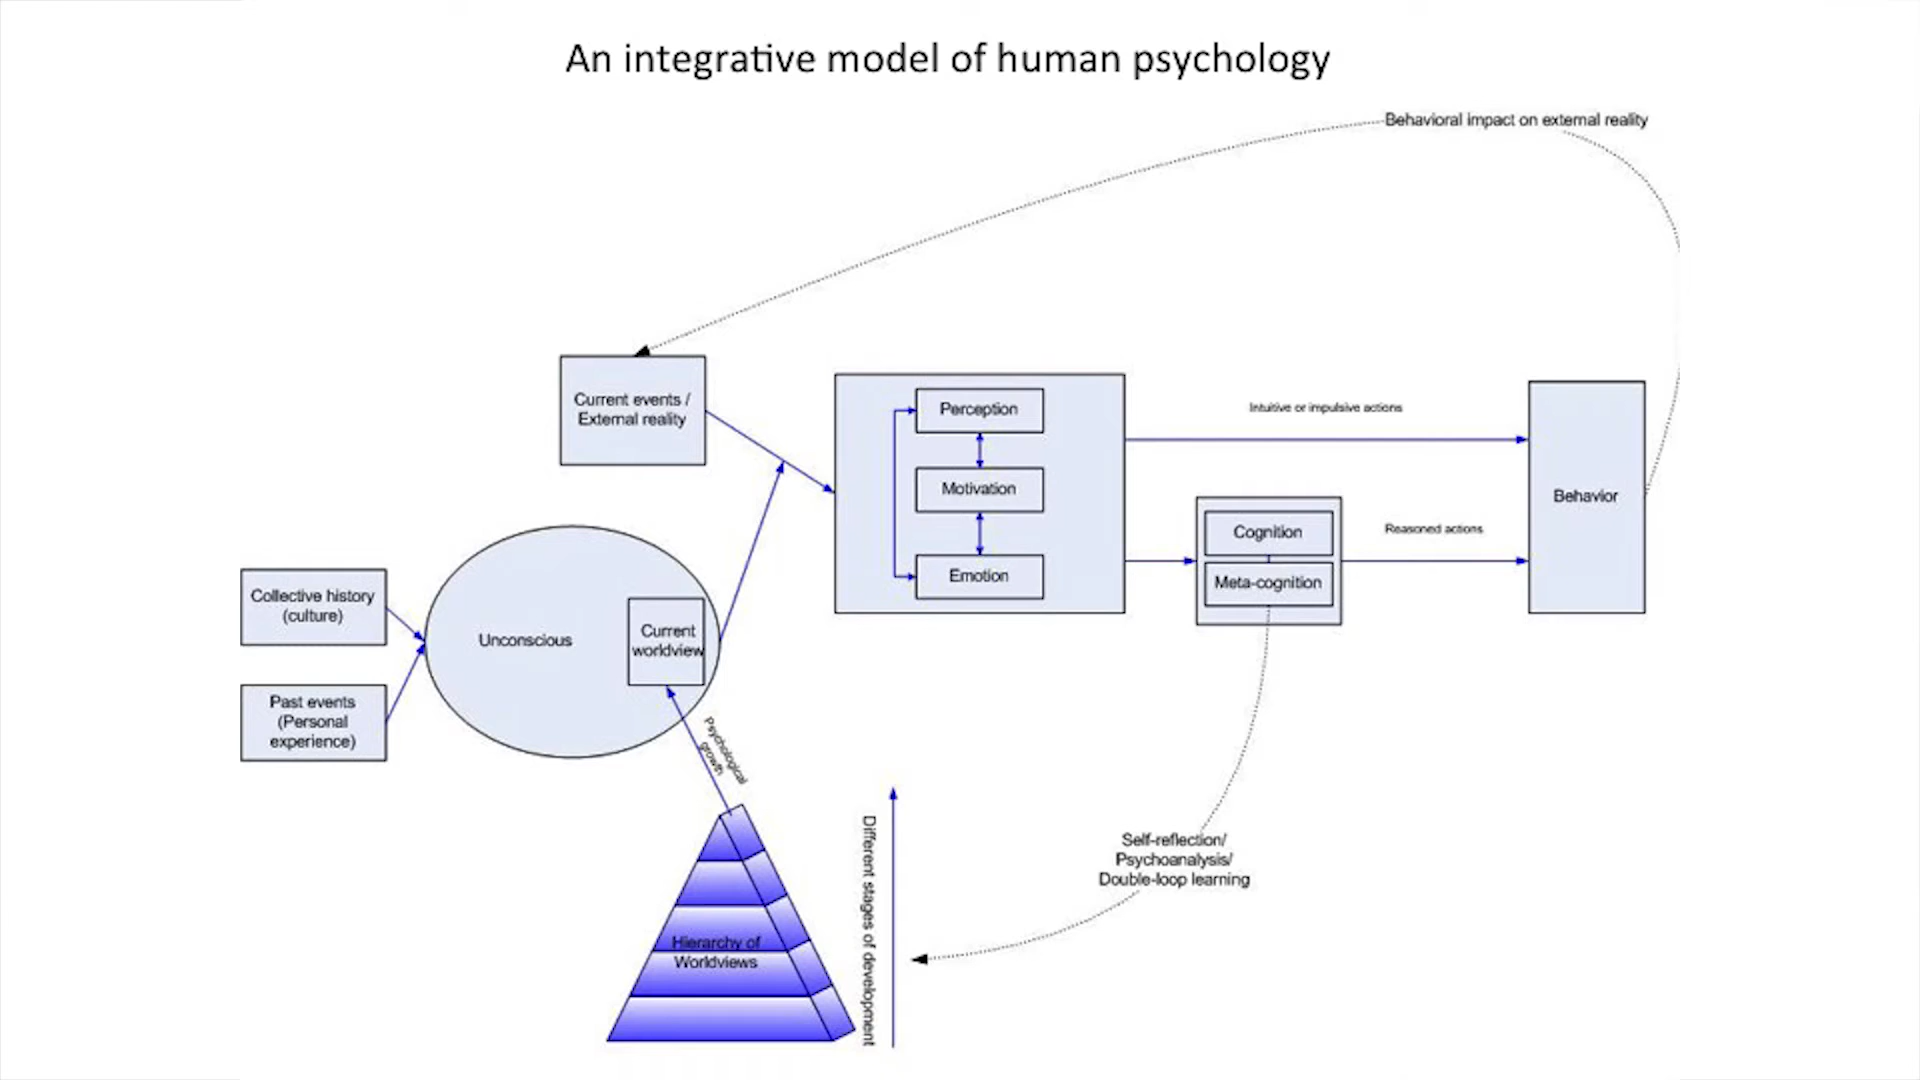 An integrative model of human psychology
Behavioral impact on external reality
Current events /
External reality
Perception
Motivation
Emotion
Intuitive or impulsive actions
Cognition
Meta-cognition
Reasoned actions
Behavior
Collective history
(culture)
Past events
(Personal
experience)
Unconscious
Current
worldview
Psychological
growth
Hierarchy of
Worldviews
Different stages of development
Self-reflection/
Psychoanalysis/
Double-loop learning